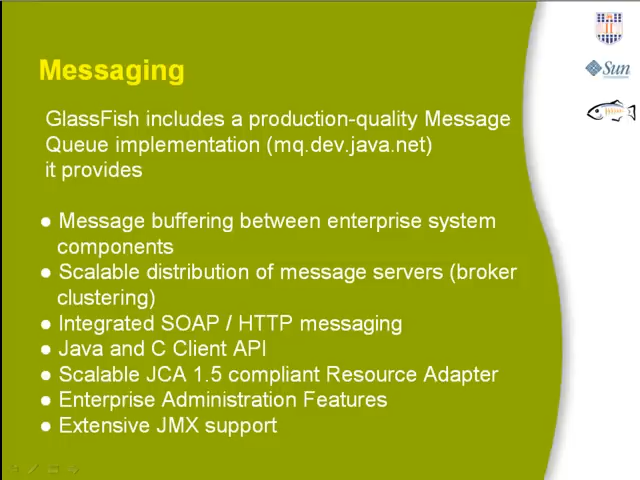 Messaging
GlassFish includes a production-quality Message
Queue implementation (mq.dev.java.net)
it provides
● Message buffering between enterprise system
components
● Scalable distribution of message servers (broker
clustering)
● Integrated SOAP / HTTP messaging
● Java and C Client API
● Scalable JCA 1.5 compliant Resource Adapter
● Enterprise Administration Features
● Extensive JMX support
Sun